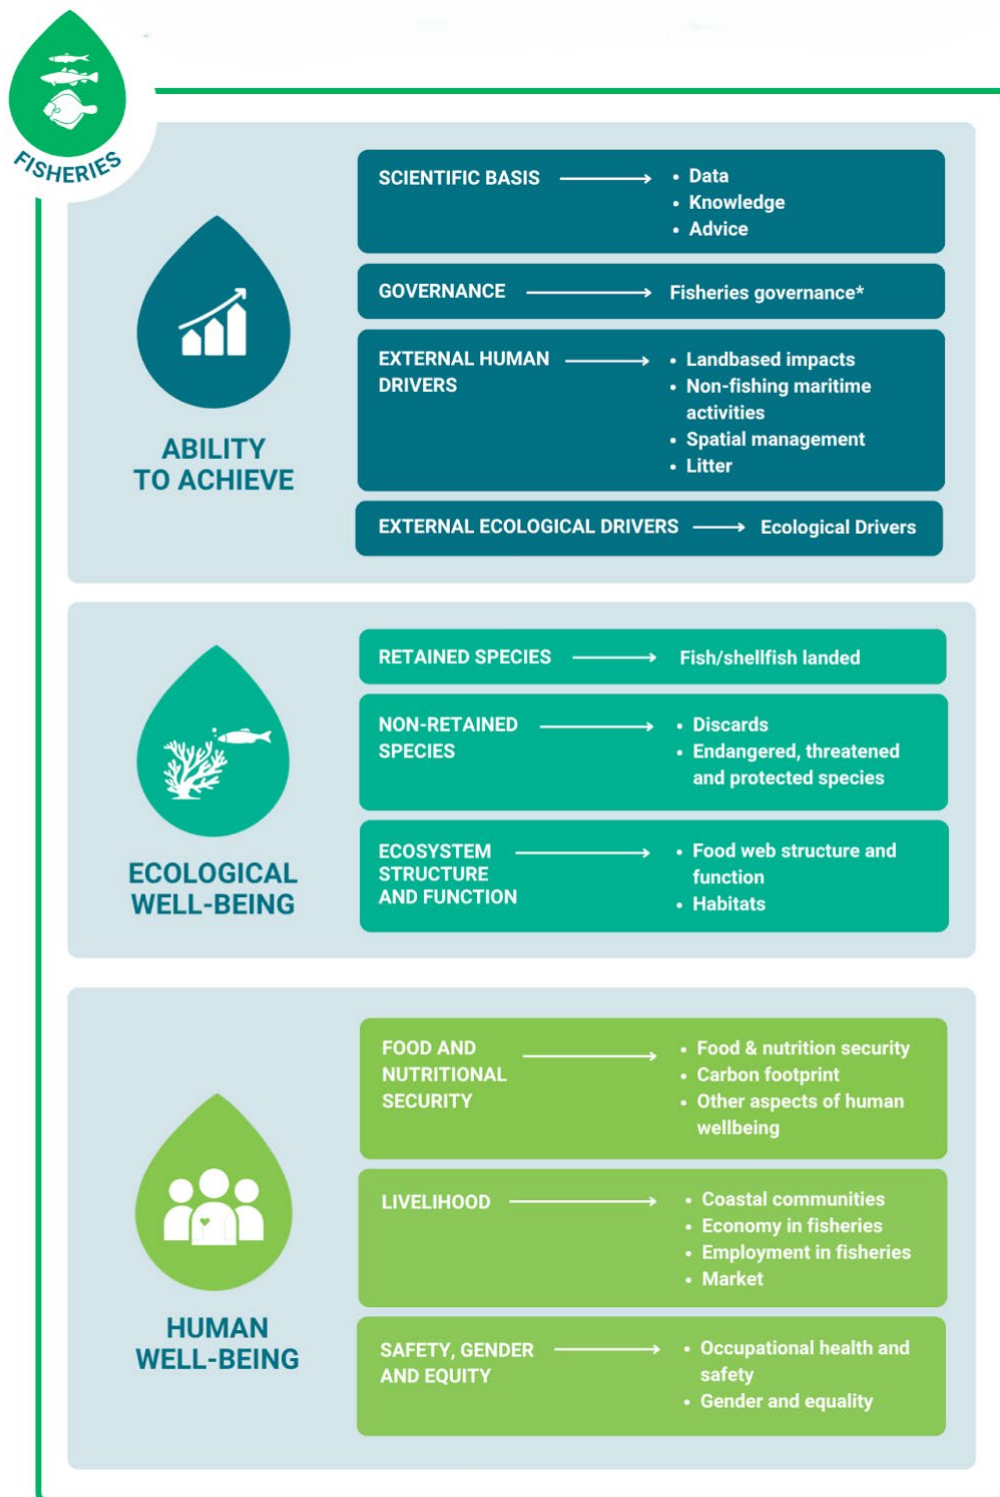 FISHERIES
SCIENTIFIC BASIS
• Data
• Knowledge
• Advice
GOVERNANCE
Fisheries governance*
EXTERNAL HUMAN
DRIVERS
• Landbased impacts
• Non-fishing maritime
activities
• Spatial management
• Litter
EXTERNAL ECOLOGICAL DRIVERS
Ecological Drivers
ABILITY
TO ACHIEVE
RETAINED SPECIES
Fish/shellfish landed
NON-RETAINED
SPECIES
• Discards
• Endangered, threatened
and protected species
ECOSYSTEM
STRUCTURE
AND FUNCTION
• Food web structure and
function
• Habitats
ECOLOGICAL
WELL-BEING
FOOD AND
NUTRITIONAL
SECURITY
• Food & nutrition security
• Carbon footprint
• Other aspects of human
wellbeing
LIVELIHOOD
• Coastal communities
• Economy in fisheries
• Employment in fisheries
• Market
SAFETY, GENDER
AND EQUITY
• Occupational health and
safety
• Gender and equality
HUMAN
WELL-BEING